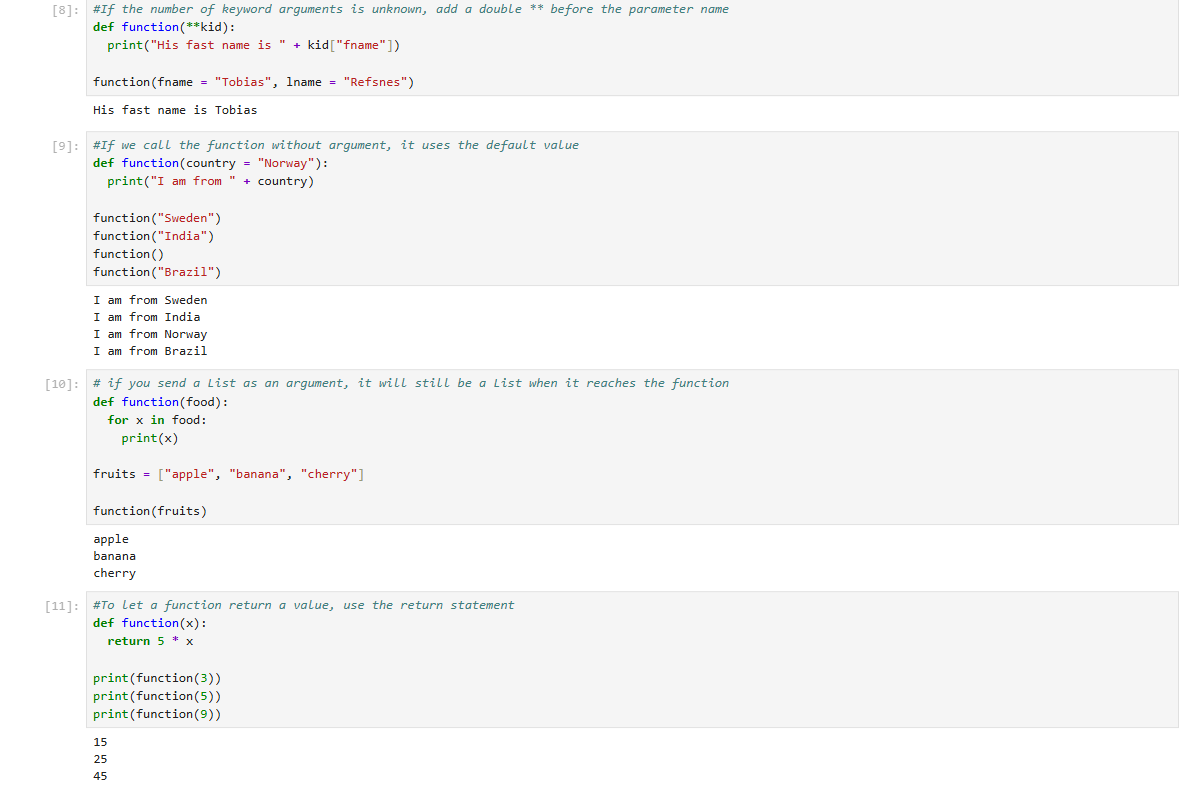 [8]: #If the number of keyword arguments is unknown, add a double ** before the parameter name
def function(**kid):
  print("His fast name is " + kid["fname"])

function(fname = "Tobias", lname = "Refsnes")
His fast name is Tobias
[9]: #If we call the function without argument, it uses the default value
def function(country = "Norway"):
  print("I am from " + country)

function("Sweden")
function("India")
function()
function("Brazil")
I am from Sweden
I am from India
I am from Norway
I am from Brazil
[10]: # if you send a List as an argument, it will still be a List when it reaches the function
def function(food):
  for x in food:
    print(x)

fruits = ["apple", "banana", "cherry"]

function(fruits)
apple
banana
cherry
[11]: #To let a function return a value, use the return statement
def function(x):
  return 5 * x

print(function(3))
print(function(5))
print(function(9))
15
25
45